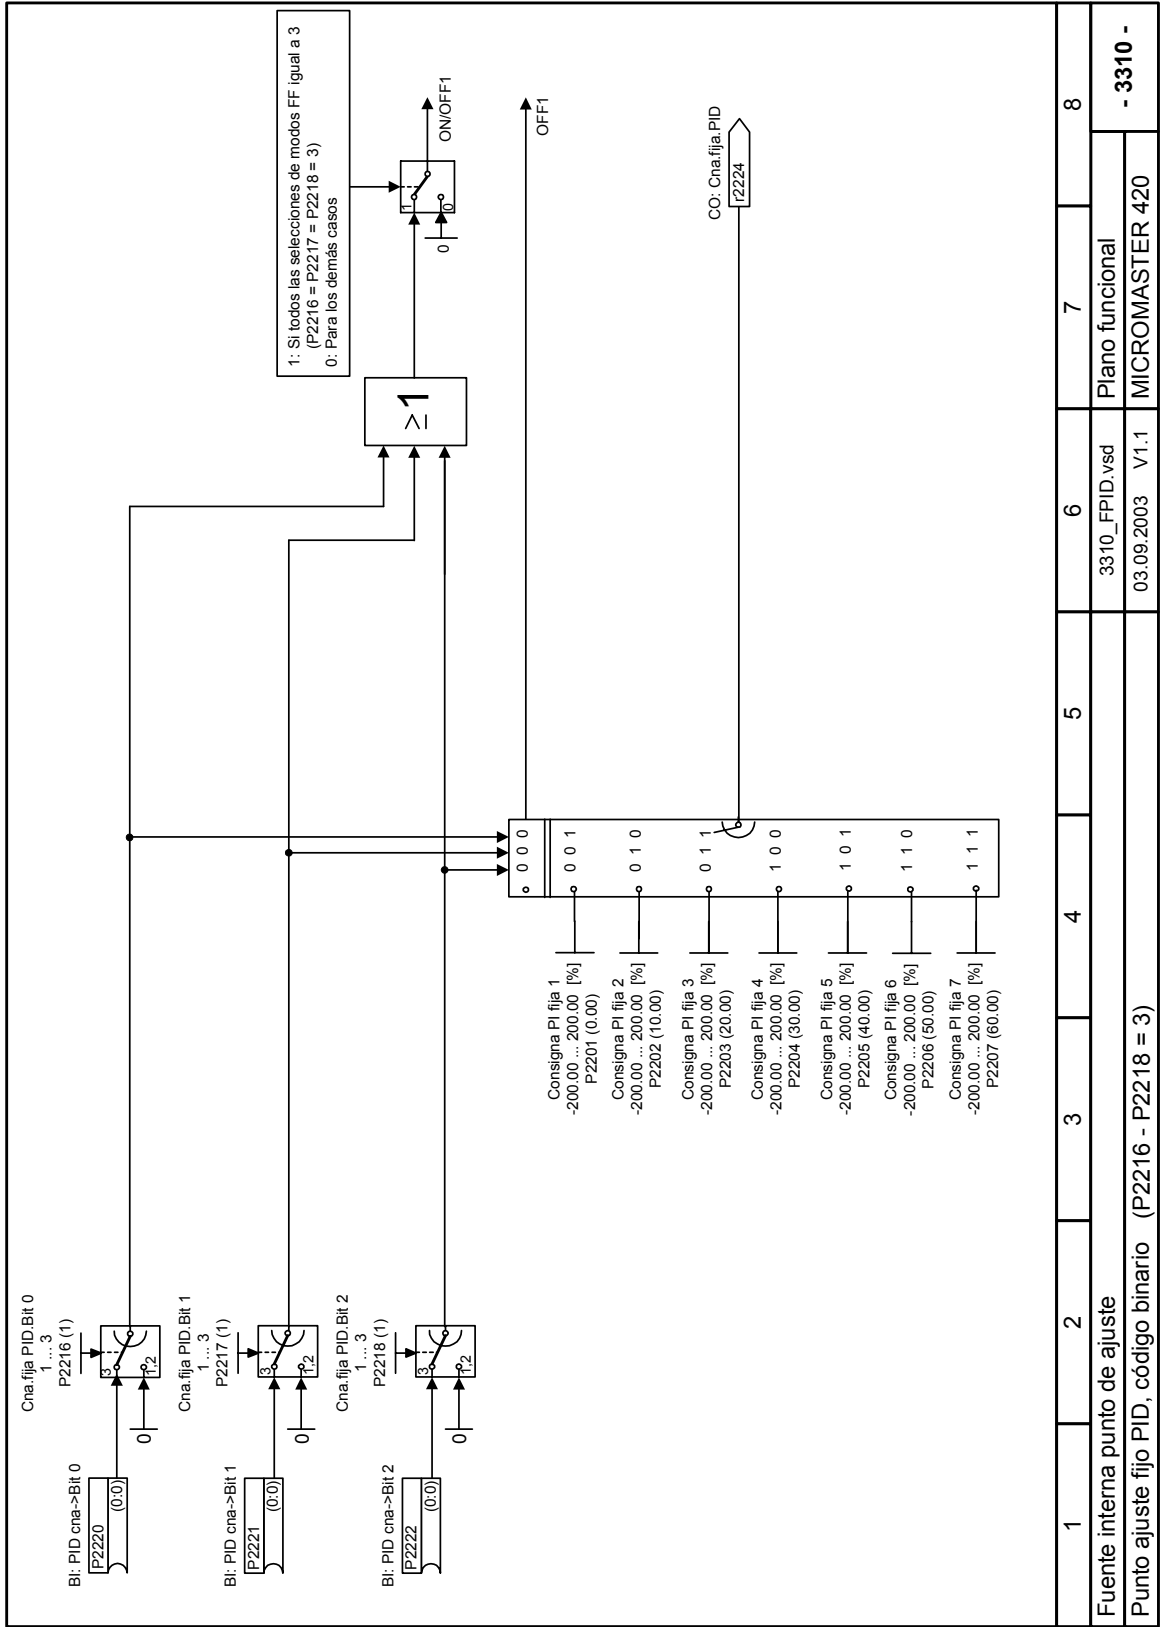 BI: PID cna->Bit 0
P2220
(0:0)
Cna.fija PID.Bit 0
1 ... 3
P2216 (1)
3
1,2
0
BI: PID cna->Bit 1
P2221
(0:0)
Cna.fija PID.Bit 1
1 ... 3
P2217 (1)
3
1,2
0
BI: PID cna->Bit 2
P2222
(0:0)
Cna.fija PID.Bit 2
1 ... 3
P2218 (1)
3
1,2
0
≥1
1: Si todos las selecciones de modos FF igual a 3
(P2216 = P2217 = P2218 = 3)
0: Para los demás casos
1
0
0
ON/OFF1
0 0 0
OFF1
Consigna PI fija 1
-200.00 ... 200.00 [%]
P2201 (0.00)
0 0 1
Consigna PI fija 2
-200.00 ... 200.00 [%]
P2202 (10.00)
0 1 0
Consigna PI fija 3
-200.00 ... 200.00 [%]
P2203 (20.00)
0 1 1
Consigna PI fija 4
-200.00 ... 200.00 [%]
P2204 (30.00)
1 0 0
Consigna PI fija 5
-200.00 ... 200.00 [%]
P2205 (40.00)
1 0 1
Consigna PI fija 6
-200.00 ... 200.00 [%]
P2206 (50.00)
1 1 0
Consigna PI fija 7
-200.00 ... 200.00 [%]
P2207 (60.00)
1 1 1
CO: Cna.fija.PID
r2224
1 2 3 4 5 6 7 8
Fuente interna punto de ajuste 3310_FPID.vsd Plano funcional
- 3310 -
Punto ajuste fijo PID, código binario (P2216 - P2218 = 3) 03.09.2003 V1.1 MICROMASTER 420